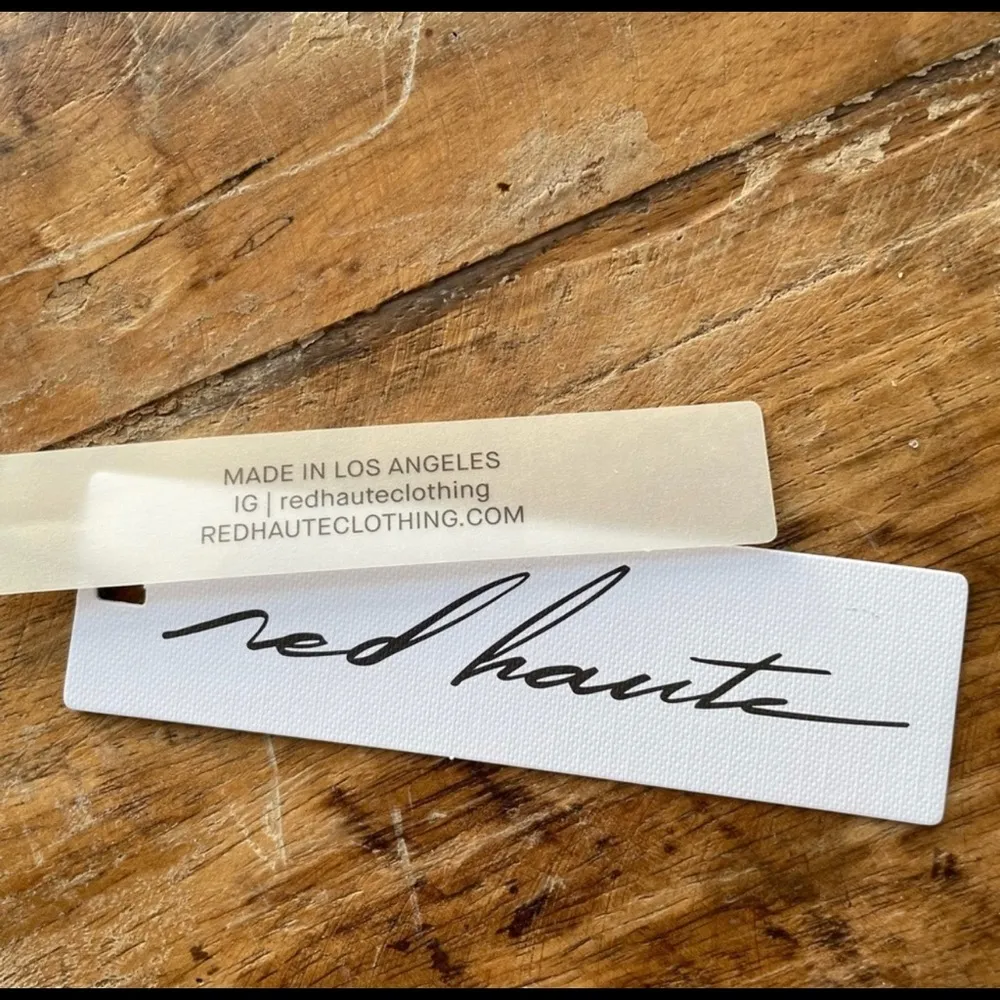 MADE IN LOS ANGELES
IG | redhauteclothing
REDHAUTECLOTHING.COM
red haute